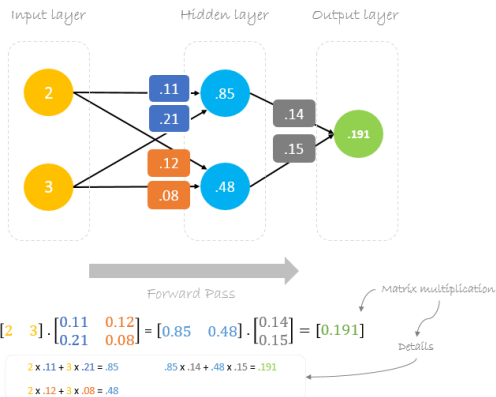 Input layer Hidden layer Output layer
2 .11 .85
.21 .14
.191
.12 .15
3 .08 .48
Forward Pass
Matrix multiplication
[2 3] . [0.11 0.12
0.21 0.08] = [0.85 0.48] . [0.14
0.15] = [0.191]
Details
2 x .11 + 3 x .21 = .85 .85 x .14 + .48 x .15 = .191
2 x .12 + 3 x .08 = .48